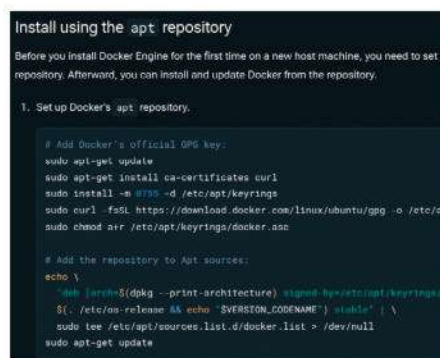 Install using the apt repository
Before you install Docker Engine for the first time on a new host machine, you need to set
repository. Afterward, you can install and update Docker from the repository.
1. Set up Docker's apt repository.
# Add Docker's official GPG key:
sudo apt-get update
sudo apt-get install ca-certificates curl
sudo install -m 0755 -d /etc/apt/keyrings
sudo curl -fsSL https://download.docker.com/linux/ubuntu/gpg -o /etc/a
sudo chmod a+r /etc/apt/keyrings/docker.asc
# Add the repository to Apt sources:
echo \
"deb [arch=$(dpkg --print-architecture) signed-by=/etc/apt/keyrings/
$(. /etc/os-release && echo "$VERSION_CODENAME") stable" | \
sudo tee /etc/apt/sources.list.d/docker.list > /dev/null
sudo apt-get update